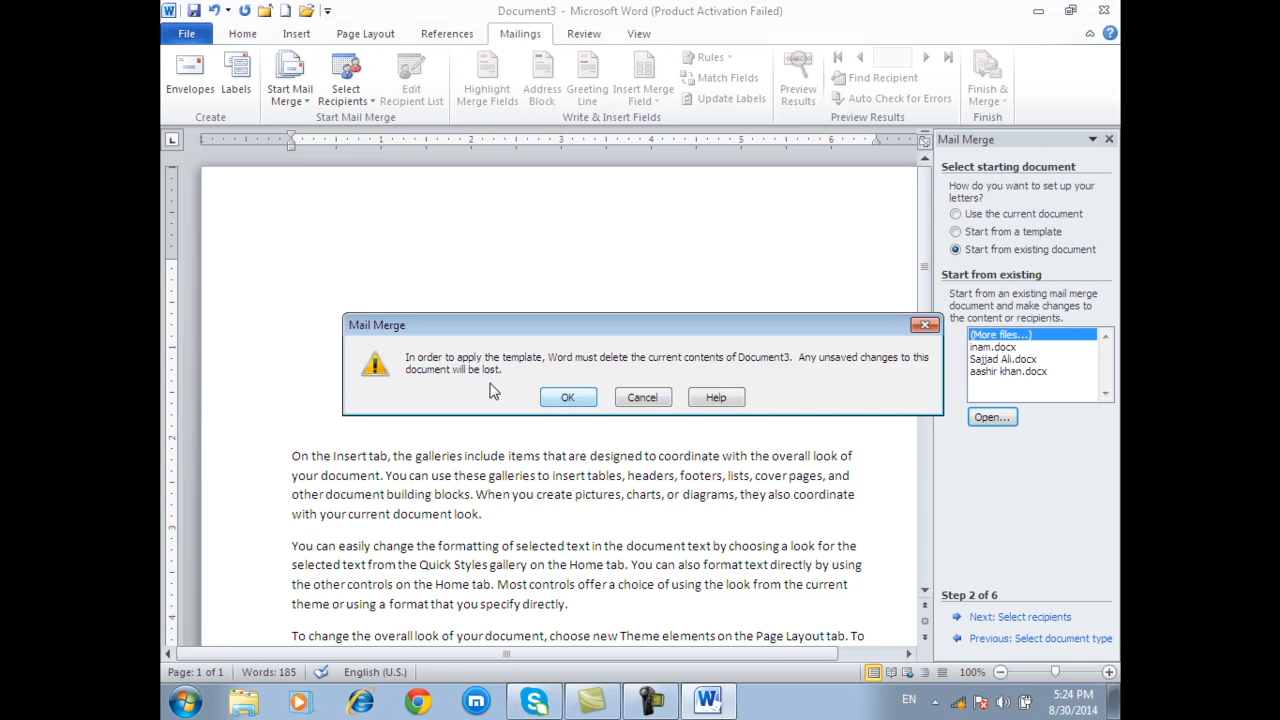 Document3 - Microsoft Word (Product Activation Failed)
File Home Insert Page Layout References Mailings Review View
Envelopes
Labels
Start Mail
Merge
Select
Recipients
Edit
Recipient List
Highlight
Merge Fields
Address
Block
Greeting
Line
Insert Merge
Field
Rules
Match Fields
Update Labels
Preview
Results
Find Recipient
Auto Check for Errors
Finish &
Merge
Create
Start Mail Merge
Write & Insert Fields
Preview Results
Finish
1 2 3 4 5 6
Mail Merge
Select starting document
How do you want to set up your
letters?
Use the current document
Start from a template
Start from existing document
Start from existing
Start from an existing mail merge
document and make changes to
the content or recipients.
(More files...)
inam.docx
Sajjad Ali.docx
aashir khan.docx
Open...
Mail Merge
In order to apply the template, Word must delete the current contents of Document3. Any unsaved changes to this
document will be lost.
OK Cancel Help
On the Insert tab, the galleries include items that are designed to coordinate with the overall look of
your document. You can use these galleries to insert tables, headers, footers, lists, cover pages, and
other document building blocks. When you create pictures, charts, or diagrams, they also coordinate
with your current document look.
You can easily change the formatting of selected text in the document text by choosing a look for the
selected text from the Quick Styles gallery on the Home tab. You can also format text directly by using
the other controls on the Home tab. Most controls offer a choice of using the look from the current
theme or using a format that you specify directly.
To change the overall look of your document, choose new Theme elements on the Page Layout tab. To
Step 2 of 6
Next: Select recipients
Previous: Select document type
Page: 1 of 1 Words: 185 English (U.S.) 100%
EN
5:24 PM
8/30/2014